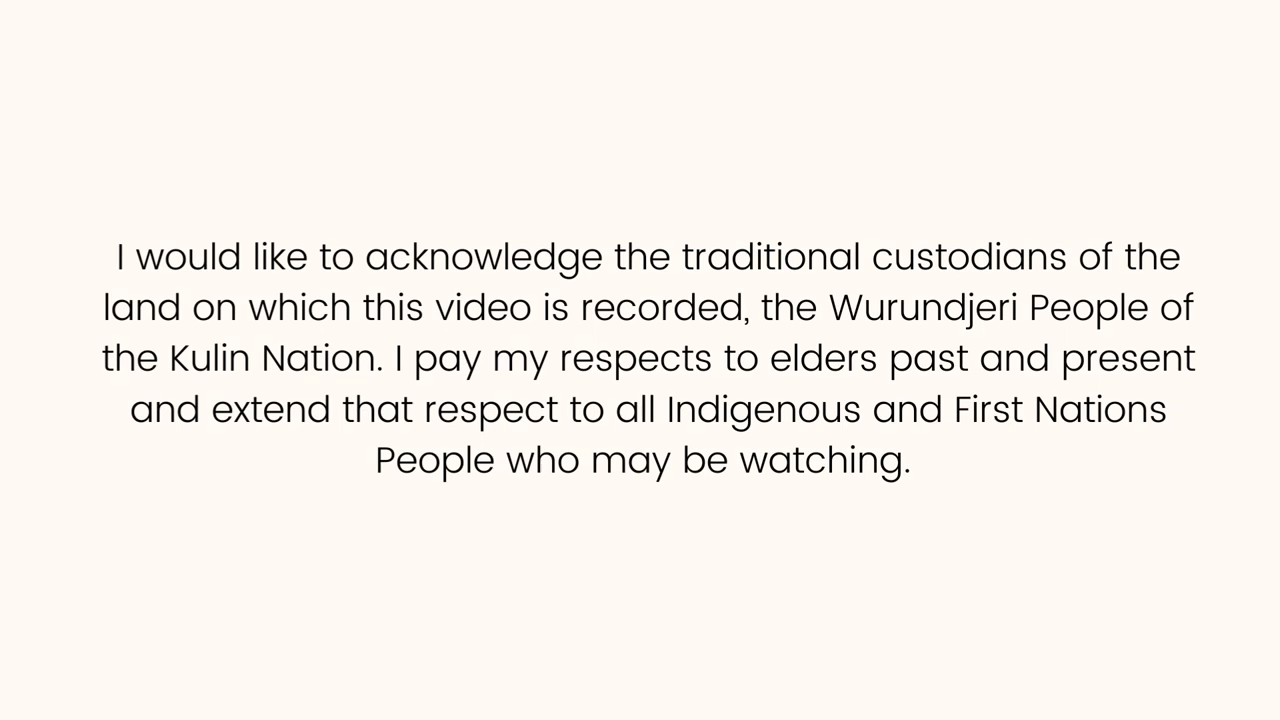 I would like to acknowledge the traditional custodians of the
land on which this video is recorded, the Wurundjeri People of
the Kulin Nation. I pay my respects to elders past and present
and extend that respect to all Indigenous and First Nations
People who may be watching.